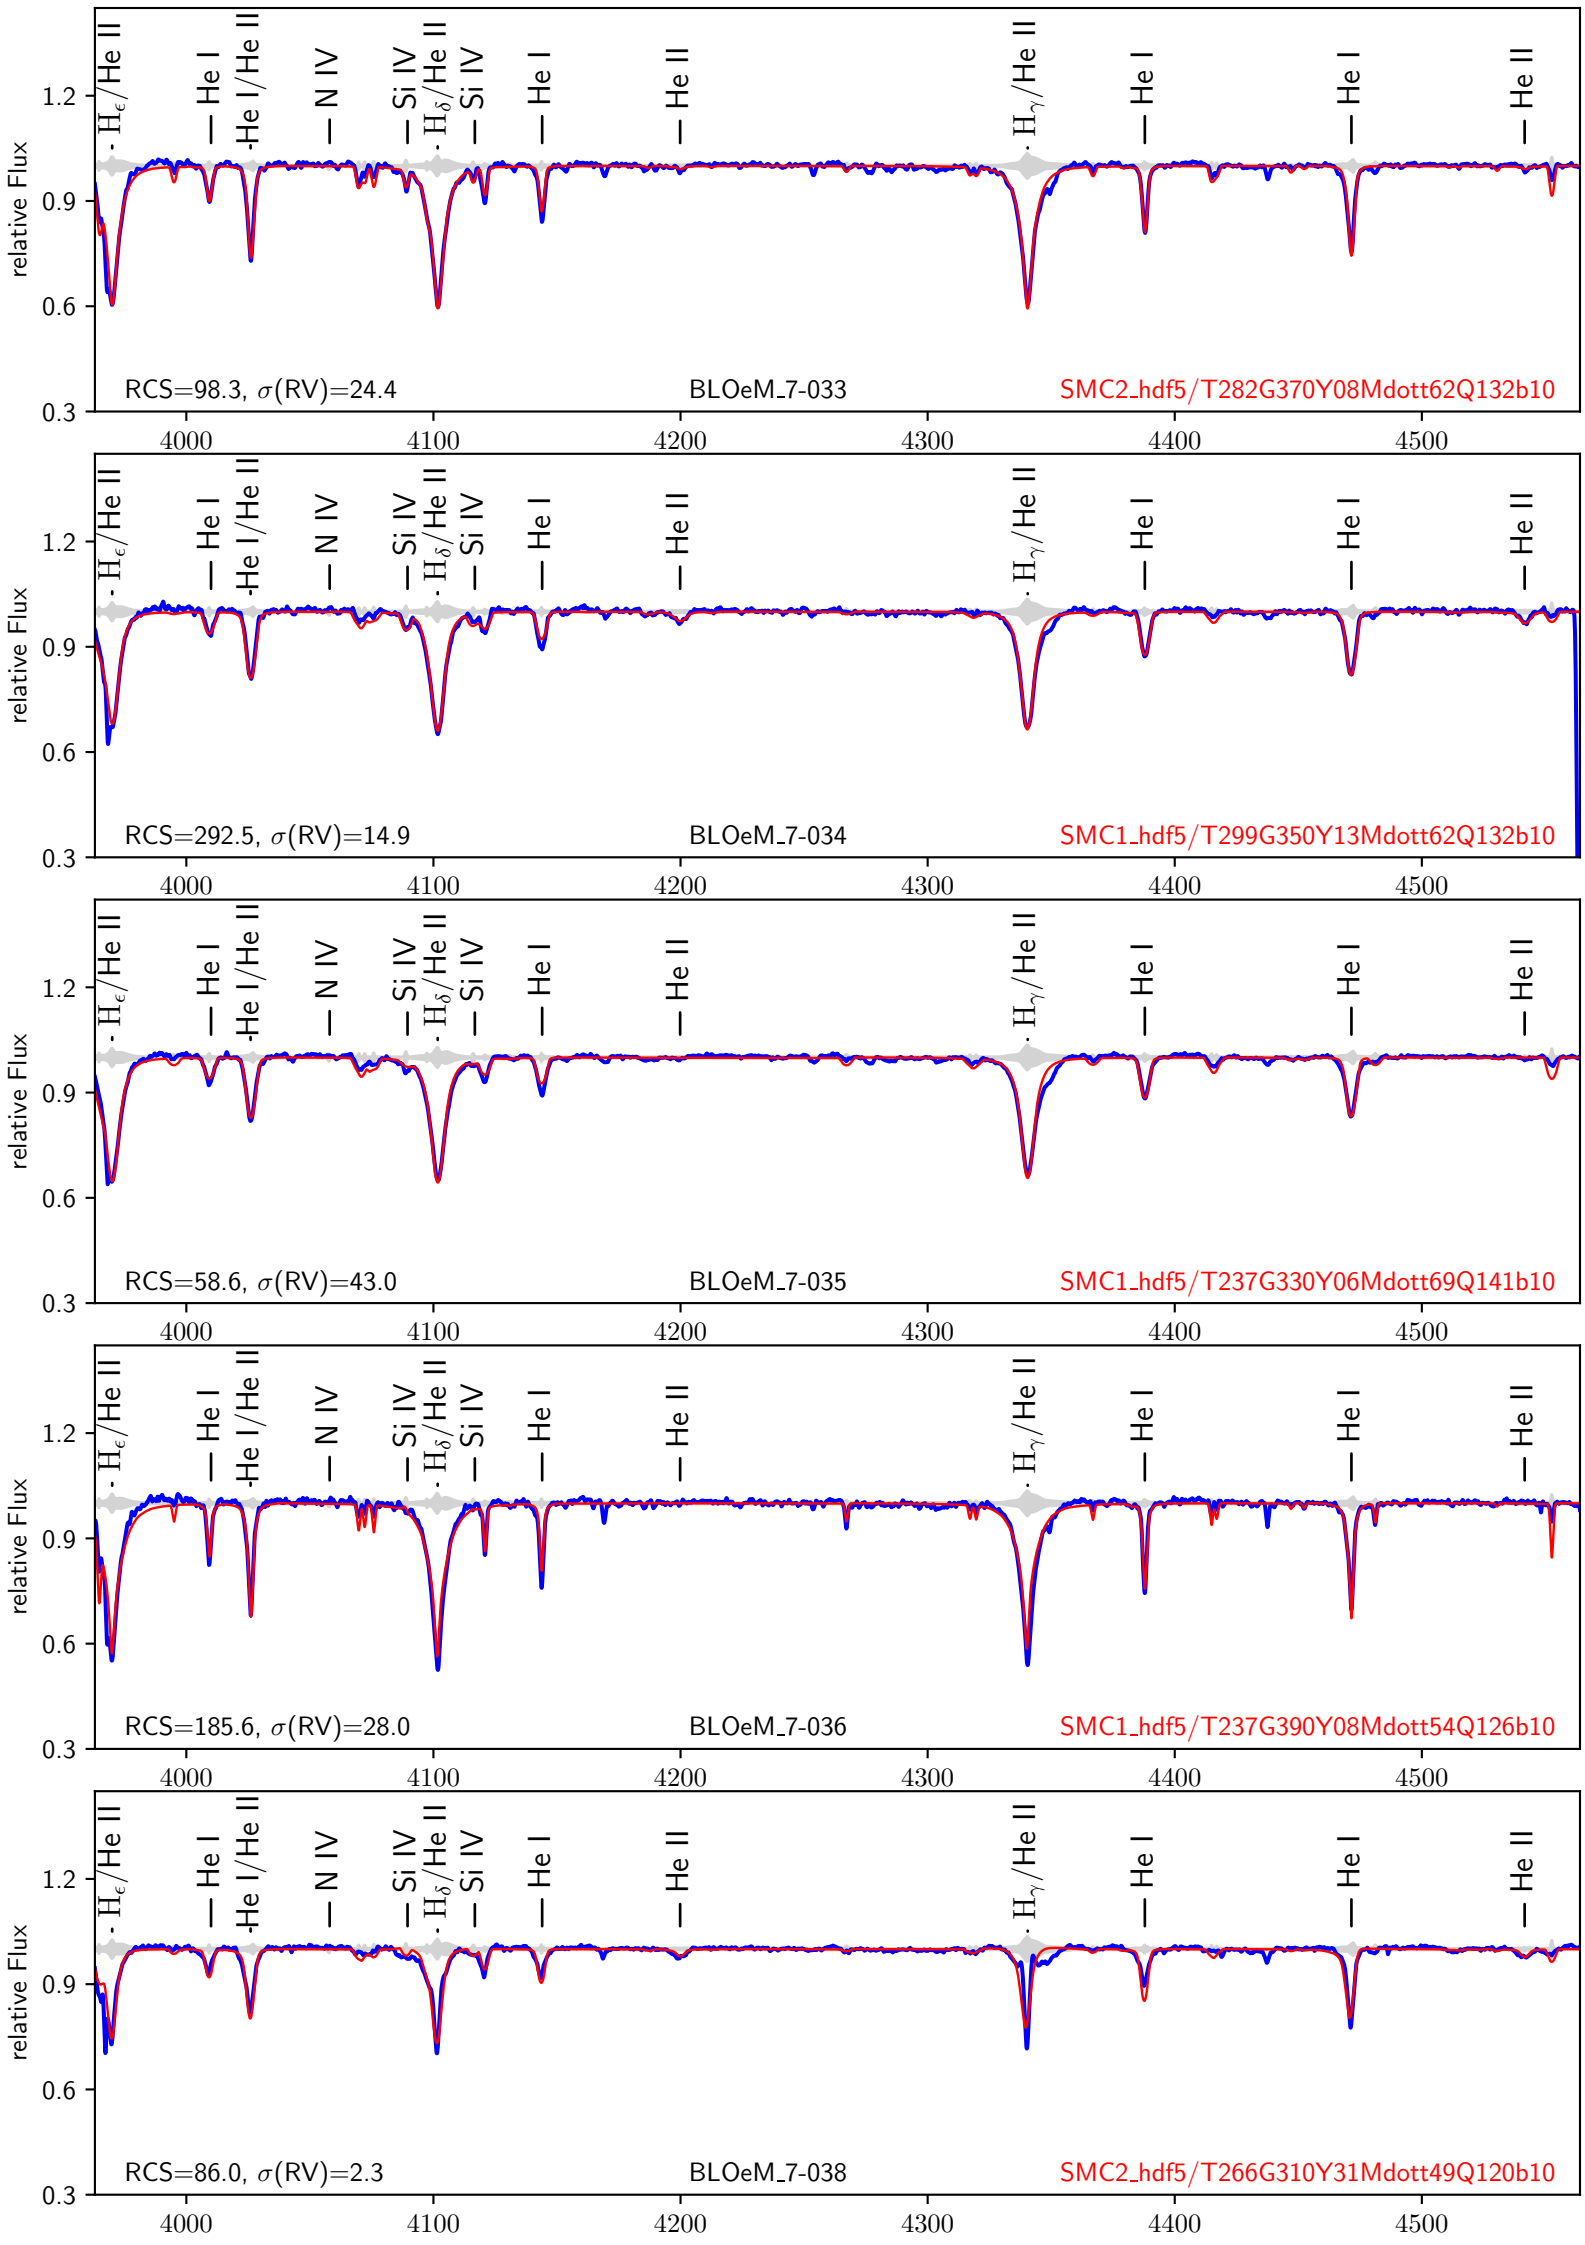 Hϵ/He II
He I
He I/He II
N IV
Si IV
Hδ/He II
Si IV
He I
He II
Hγ/He II
He I
He I
He II
relative Flux
1.2
0.9
0.6
0.3
RCS=98.3, σ(RV)=24.4
BLOeM_7-033
SMC2_hdf5/T282G370Y08Mdott62Q132b10
4000 4100 4200 4300 4400 4500
Hϵ/He II
He I
He I/He II
N IV
Si IV
Hδ/He II
Si IV
He I
He II
Hγ/He II
He I
He I
He II
relative Flux
1.2
0.9
0.6
0.3
RCS=292.5, σ(RV)=14.9
BLOeM_7-034
SMC1_hdf5/T299G350Y13Mdott62Q132b10
4000 4100 4200 4300 4400 4500
Hϵ/He II
He I
He I/He II
N IV
Si IV
Hδ/He II
Si IV
He I
He II
Hγ/He II
He I
He I
He II
relative Flux
1.2
0.9
0.6
0.3
RCS=58.6, σ(RV)=43.0
BLOeM_7-035
SMC1_hdf5/T237G330Y06Mdott69Q141b10
4000 4100 4200 4300 4400 4500
Hϵ/He II
He I
He I/He II
N IV
Si IV
Hδ/He II
Si IV
He I
He II
Hγ/He II
He I
He I
He II
relative Flux
1.2
0.9
0.6
0.3
RCS=185.6, σ(RV)=28.0
BLOeM_7-036
SMC1_hdf5/T237G390Y08Mdott54Q126b10
4000 4100 4200 4300 4400 4500
Hϵ/He II
He I
He I/He II
N IV
Si IV
Hδ/He II
Si IV
He I
He II
Hγ/He II
He I
He I
He II
relative Flux
1.2
0.9
0.6
0.3
RCS=86.0, σ(RV)=2.3
BLOeM_7-038
SMC2_hdf5/T266G310Y31Mdott49Q120b10
4000 4100 4200 4300 4400 4500